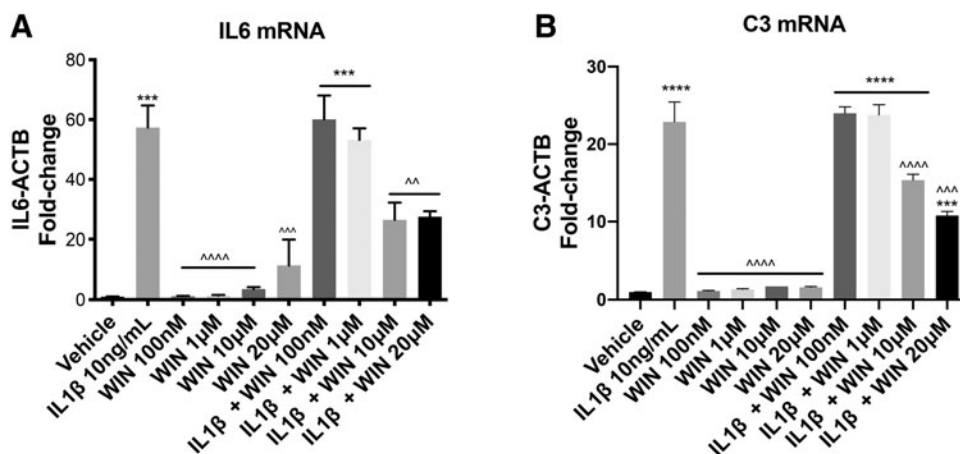 A
IL6 mRNA
IL6-ACTB
Fold-change
80
60
40
20
0
***
^^^^
^^^
***
^^
Vehicle
IL1β 10ng/mL
WIN 100nM
WIN 1µM
WIN 10µM
WIN 20µM
IL1β + WIN 100nM
IL1β + WIN 1µM
IL1β + WIN 10µM
IL1β + WIN 20µM
B
C3 mRNA
C3-ACTB
Fold-change
30
20
10
0
****
^^^^
****
^^^^
^^^
***
Vehicle
IL1β 10ng/mL
WIN 100nM
WIN 1µM
WIN 10µM
WIN 20µM
IL1β + WIN 100nM
IL1β + WIN 1µM
IL1β + WIN 10µM
IL1β + WIN 20µM